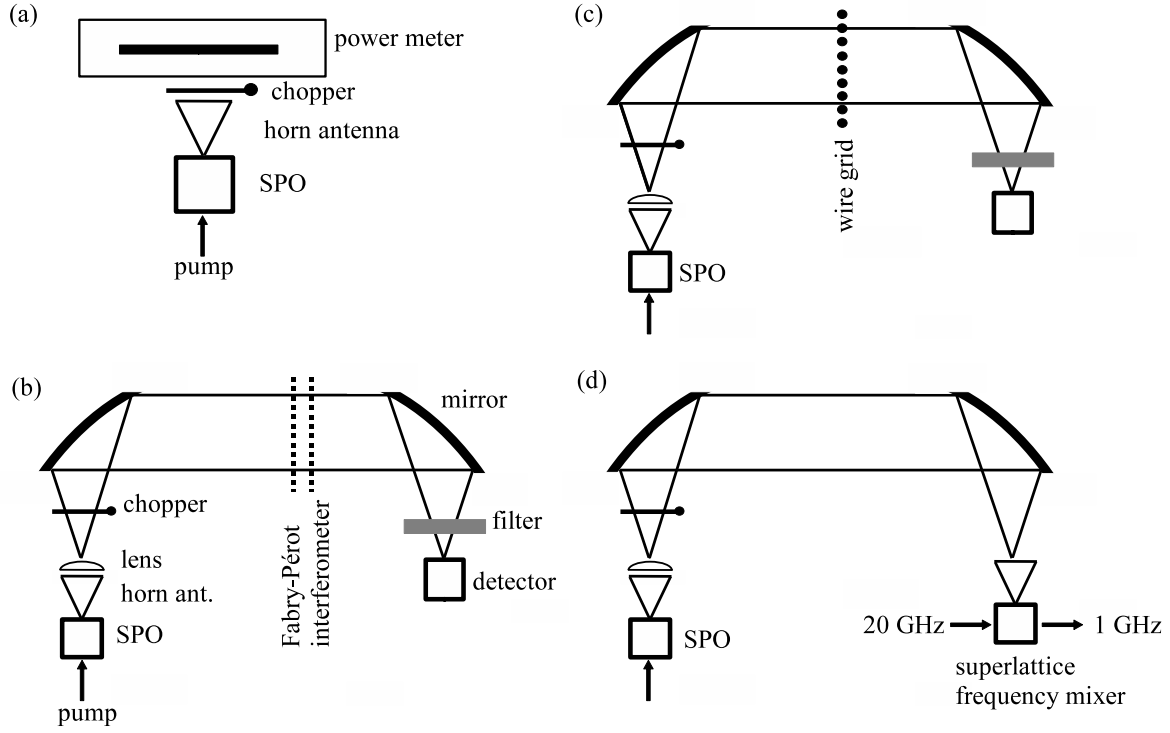 (a)
power meter
chopper
horn antenna
SPO
pump
(c)
wire grid
SPO
(b)
mirror
chopper
filter
lens
horn ant.
SPO
pump
Fabry-Pérot
interferometer
detector
(d)
SPO
20 GHz
1 GHz
superlattice
frequency mixer